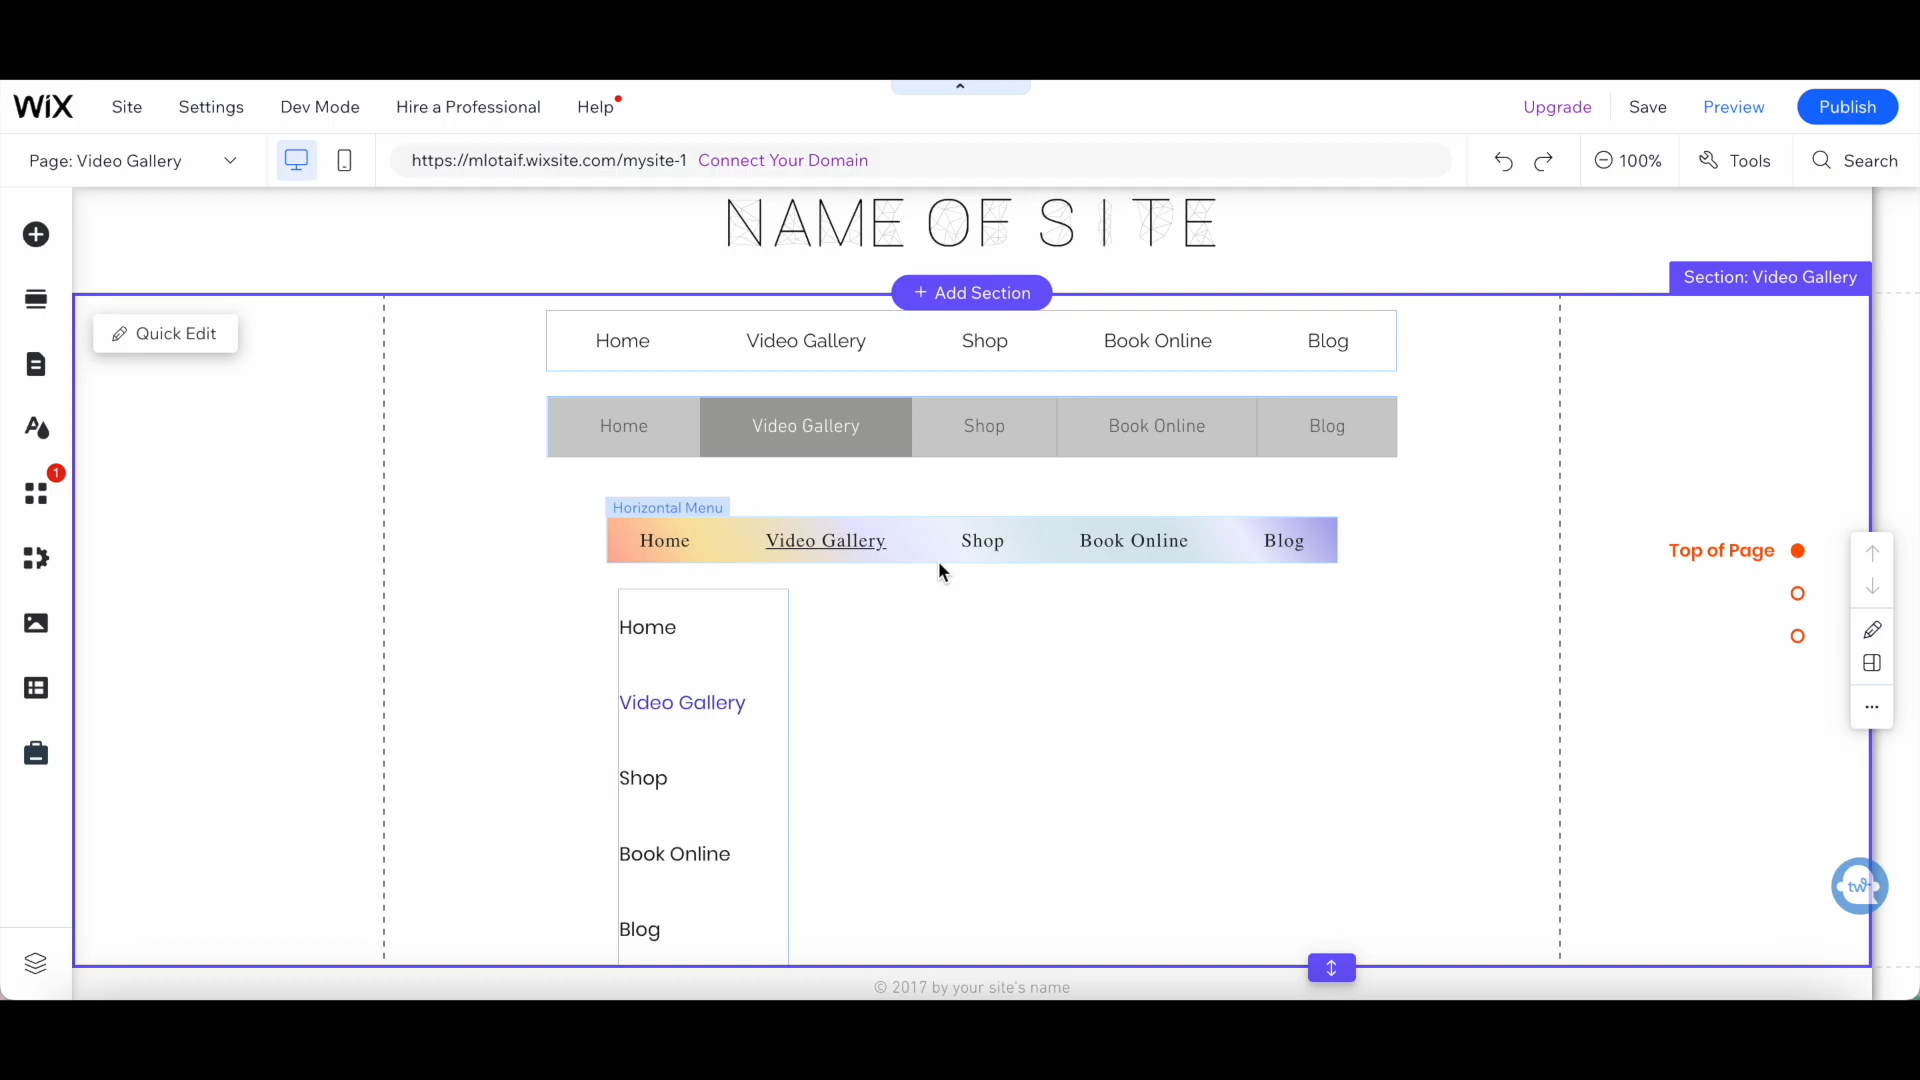 WiX Site Settings Dev Mode Hire a Professional Help Upgrade Save Preview Publish
Page: Video Gallery https://mlotaif.wixsite.com/mysite-1 Connect Your Domain 100% Tools Search
NAME OF SITE
+ Add Section
Section: Video Gallery
Quick Edit
Home Video Gallery Shop Book Online Blog
Home Video Gallery Shop Book Online Blog
1
Horizontal Menu
Home Video Gallery Shop Book Online Blog
Top of Page
Home
Video Gallery
Shop
Book Online
tw
Blog
© 2017 by your site's name